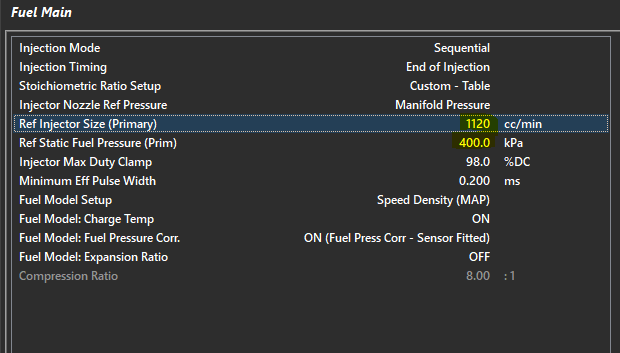 Fuel Main
Injection Mode Sequential
Injection Timing End of Injection
Stoichiometric Ratio Setup Custom - Table
Injector Nozzle Ref Pressure Manifold Pressure
Ref Injector Size (Primary) 1120 cc/min
Ref Static Fuel Pressure (Prim) 400.0 kPa
Injector Max Duty Clamp 98.0 %DC
Minimum Eff Pulse Width 0.200 ms
Fuel Model Setup Speed Density (MAP)
Fuel Model: Charge Temp ON
Fuel Model: Fuel Pressure Corr. ON (Fuel Press Corr - Sensor Fitted)
Fuel Model: Expansion Ratio OFF
Compression Ratio 8.00 : 1